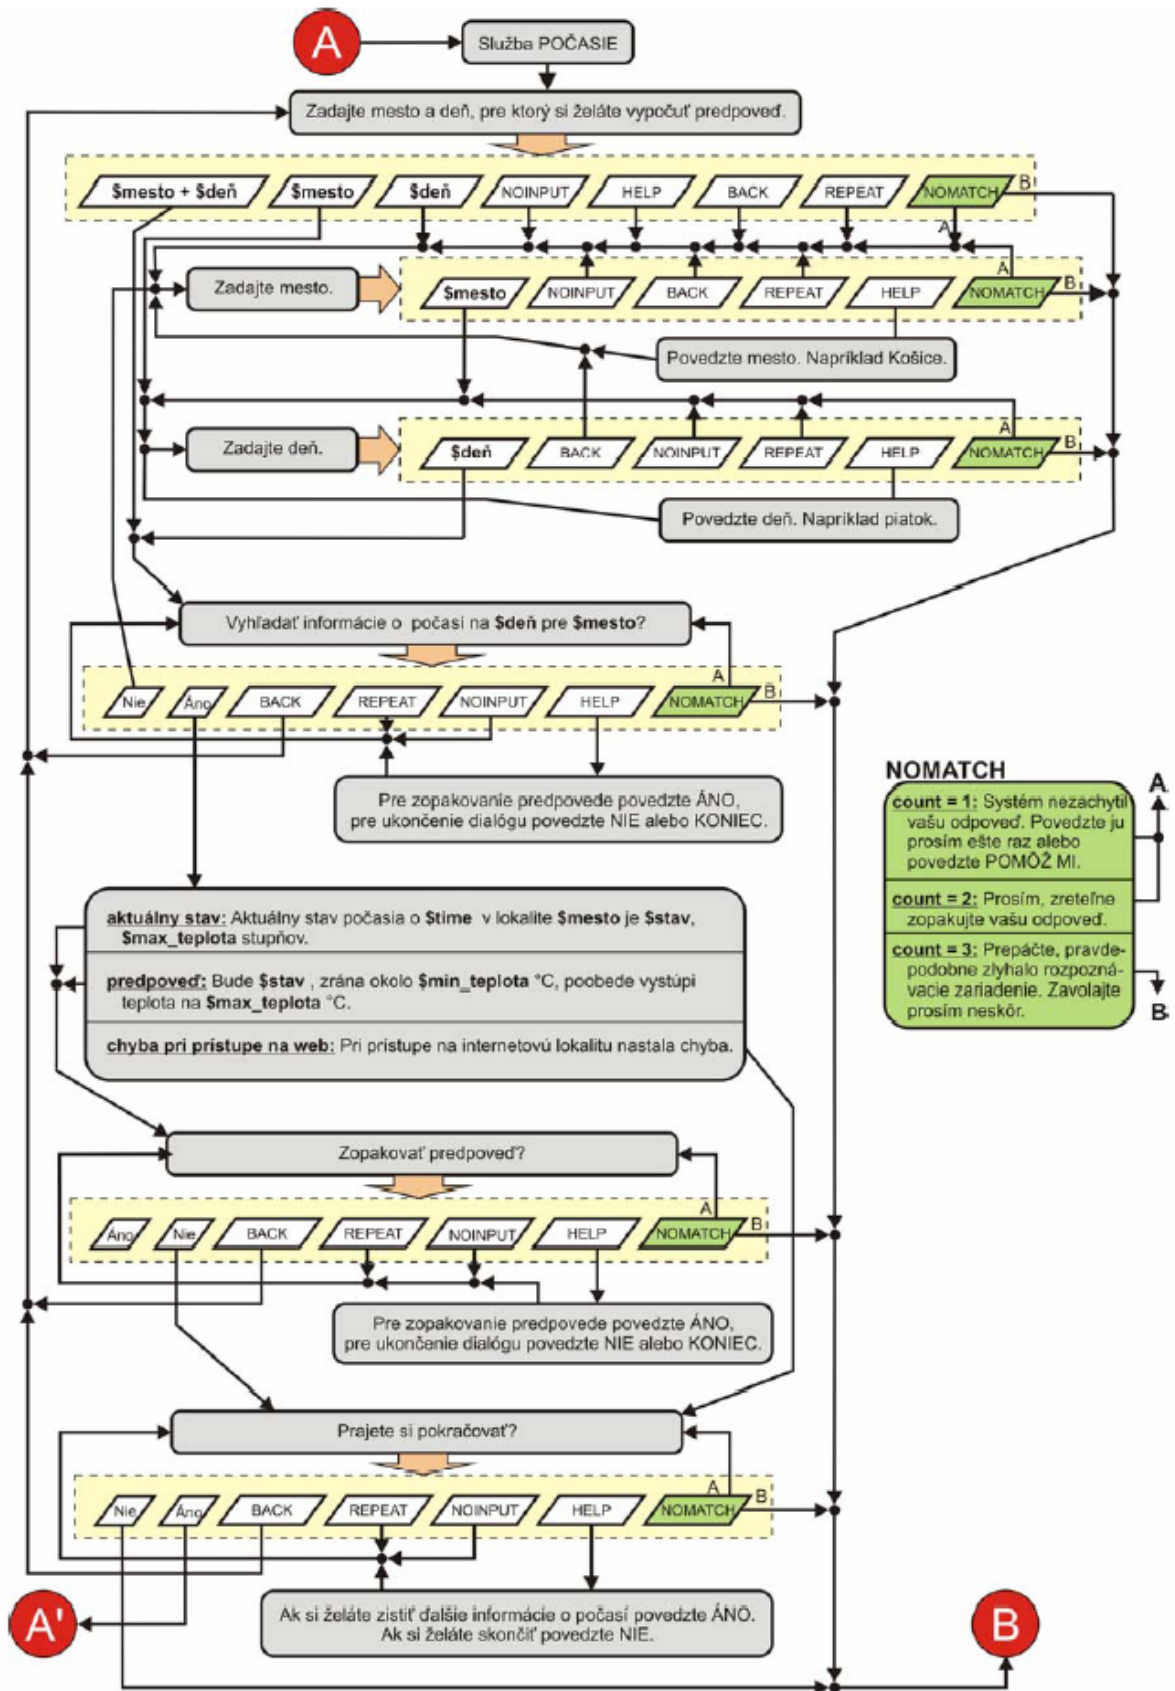 A
Služba POČASIE
Zadajte mesto a deň, pre ktorý si želáte vypočuť predpoveď.
$mesto + $deň $mesto $deň NOINPUT HELP BACK REPEAT NOMATCH B
A
Zadajte mesto.
A
$mesto NOINPUT BACK REPEAT HELP NOMATCH B
Povedzte mesto. Napríklad Košice.
Zadajte deň.
A
$deň BACK NOINPUT REPEAT HELP NOMATCH B
Povedzte deň. Napríklad piatok.
Vyhľadať informácie o počasí na $deň pre $mesto?
A
Nie Áno BACK REPEAT NOINPUT HELP NOMATCH B
Pre zopakovanie predpovede povedzte ÁNO,
pre ukončenie dialógu povedzte NIE alebo KONIEC.
NOMATCH
count = 1: Systém nezachytil
vašu odpoveď. Povedzte ju
prosím ešte raz alebo
povedzte POMÔŽ MI.
count = 2: Prosím, zreteľne
zopakujte vašu odpoveď.
count = 3: Prepáčte, pravde-
podobne zlyhalo rozpozná-
vacie zariadenie. Zavolajte
prosím neskôr.
A
B
aktuálny stav: Aktuálny stav počasia o $time v lokalite $mesto je $stav,
$max_teplota stupňov.
predpoveď: Bude $stav , zrána okolo $min_teplota °C, poobede vystúpi
teplota na $max_teplota °C.
chyba pri prístupe na web: Pri prístupe na internetovú lokalitu nastala chyba.
Zopakovať predpoveď?
A
Áno Nie BACK REPEAT NOINPUT HELP NOMATCH B
Pre zopakovanie predpovede povedzte ÁNO,
pre ukončenie dialógu povedzte NIE alebo KONIEC.
Prajete si pokračovať?
A
Nie Áno BACK REPEAT NOINPUT HELP NOMATCH B
Ak si želáte zistiť ďalšie informácie o počasí povedzte ÁNO.
Ak si želáte skončiť povedzte NIE.
A'
B